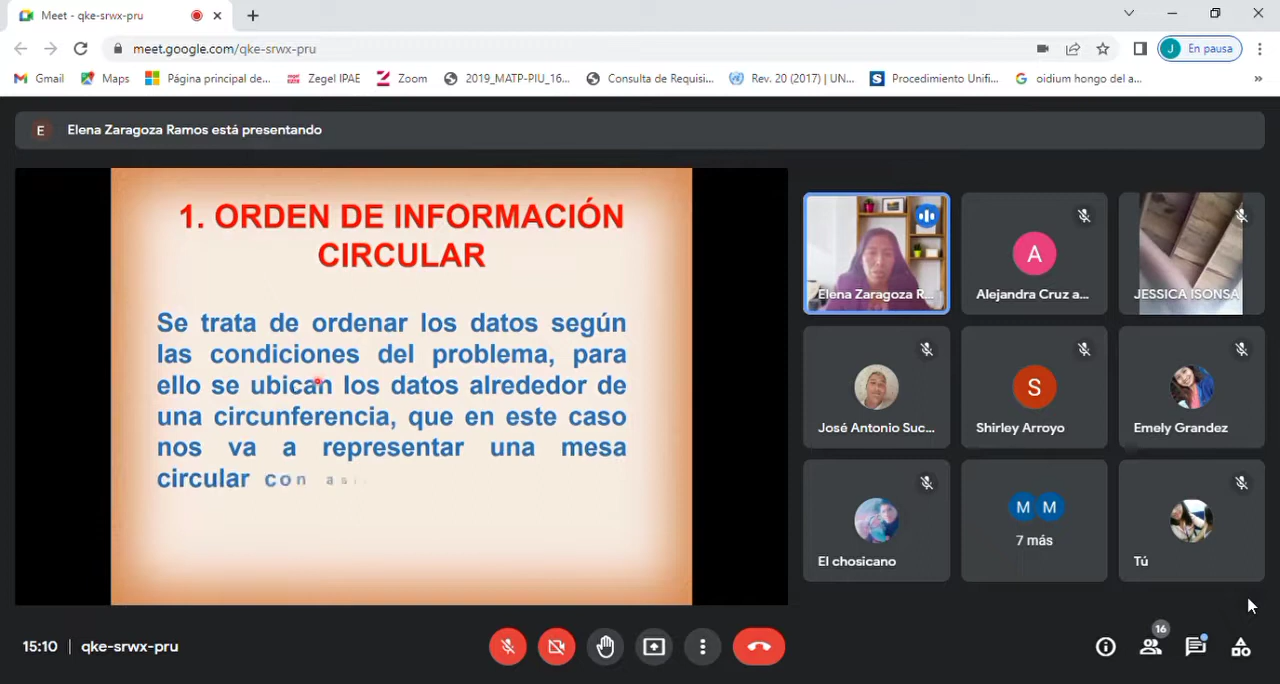 Meet - qke-srwx-pru
meet.google.com/qke-srwx-pru
J
En pausa
Gmail
Maps
Página principal de...
Zegel IPAE
Zoom
2019_MATP-PIU_16...
Consulta de Requisi...
Rev. 20 (2017) | UN...
Procedimiento Unifi...
oidium hongo del a...
»
E
Elena Zaragoza Ramos está presentando
1. ORDEN DE INFORMACIÓN
CIRCULAR
Se trata de ordenar los datos según
las condiciones del problema, para
ello se ubican los datos alrededor de
una circunferencia, que en este caso
nos va a representar una mesa
circular con
Elena Zaragoza R...
A
Alejandra Cruz a...
JESSICA ISONSA
José Antonio Suc...
S
Shirley Arroyo
Emely Grandez
El chosicano
M M
7 más
Tú
15:10 | qke-srwx-pru
16